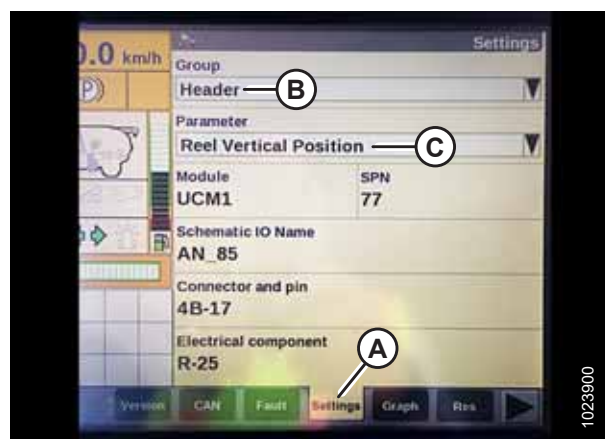 0.0 km/h
Settings
(P)
Group
Header
B
Parameter
Reel Vertical Position
C
Module SPN
UCM1 77
Schematic IO Name
AN_85
Connector and pin
4B-17
Electrical component
R-25
A
Version CAN Fault Settings Graph Res
1023900